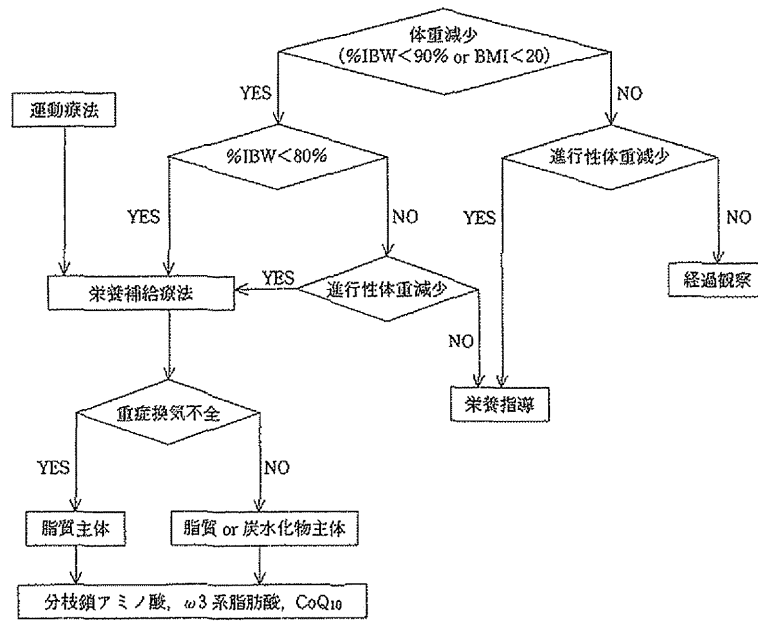 体重減少
(%IBW<90% or BMI<20)
YES
NO
運動療法
%IBW<80%
進行性体重減少
YES
NO
YES
NO
栄養補給療法
YES
進行性体重減少
経過観察
NO
重症換気不全
栄養指導
YES
NO
脂質主体
脂質 or 炭水化物主体
分枝鎖アミノ酸, ω3系脂肪酸, CoQ₁₀